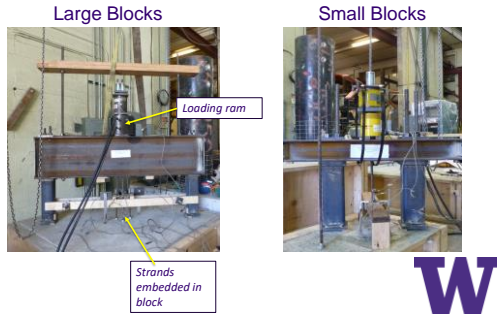 Large Blocks
Small Blocks
Loading ram
Strands
embedded in
block
W